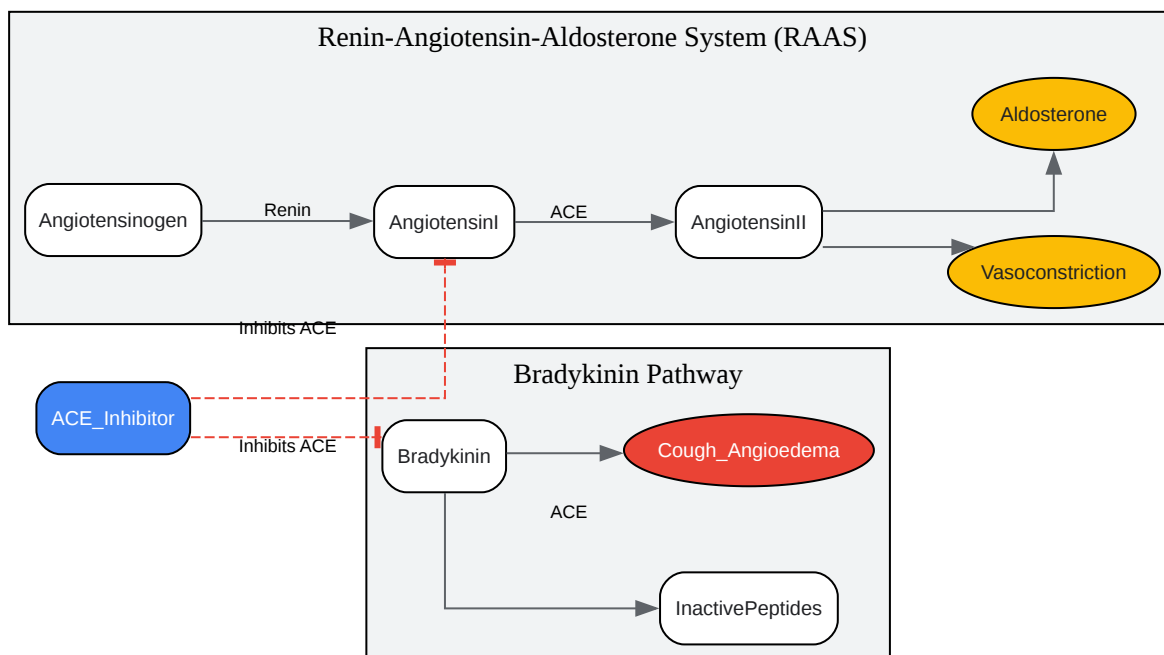 Renin-Angiotensin-Aldosterone System (RAAS)
Aldosterone
Angiotensinogen
Renin
AngiotensinI
ACE
AngiotensinII
Vasoconstriction
Inhibits ACE
Bradykinin Pathway
ACE_Inhibitor
Inhibits ACE
Bradykinin
Cough_Angioedema
ACE
InactivePeptides